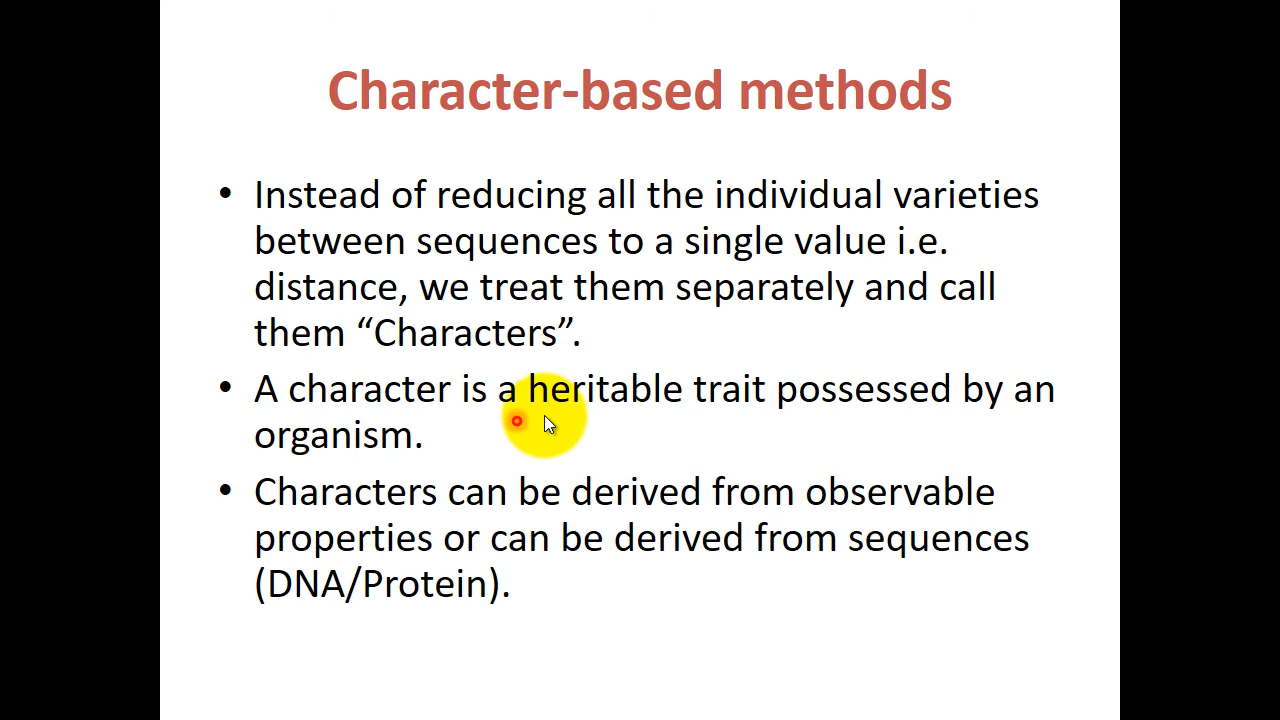 Character-based methods
• Instead of reducing all the individual varieties
between sequences to a single value i.e.
distance, we treat them separately and call
them “Characters”.
• A character is a heritable trait possessed by an
organism.
• Characters can be derived from observable
properties or can be derived from sequences
(DNA/Protein).